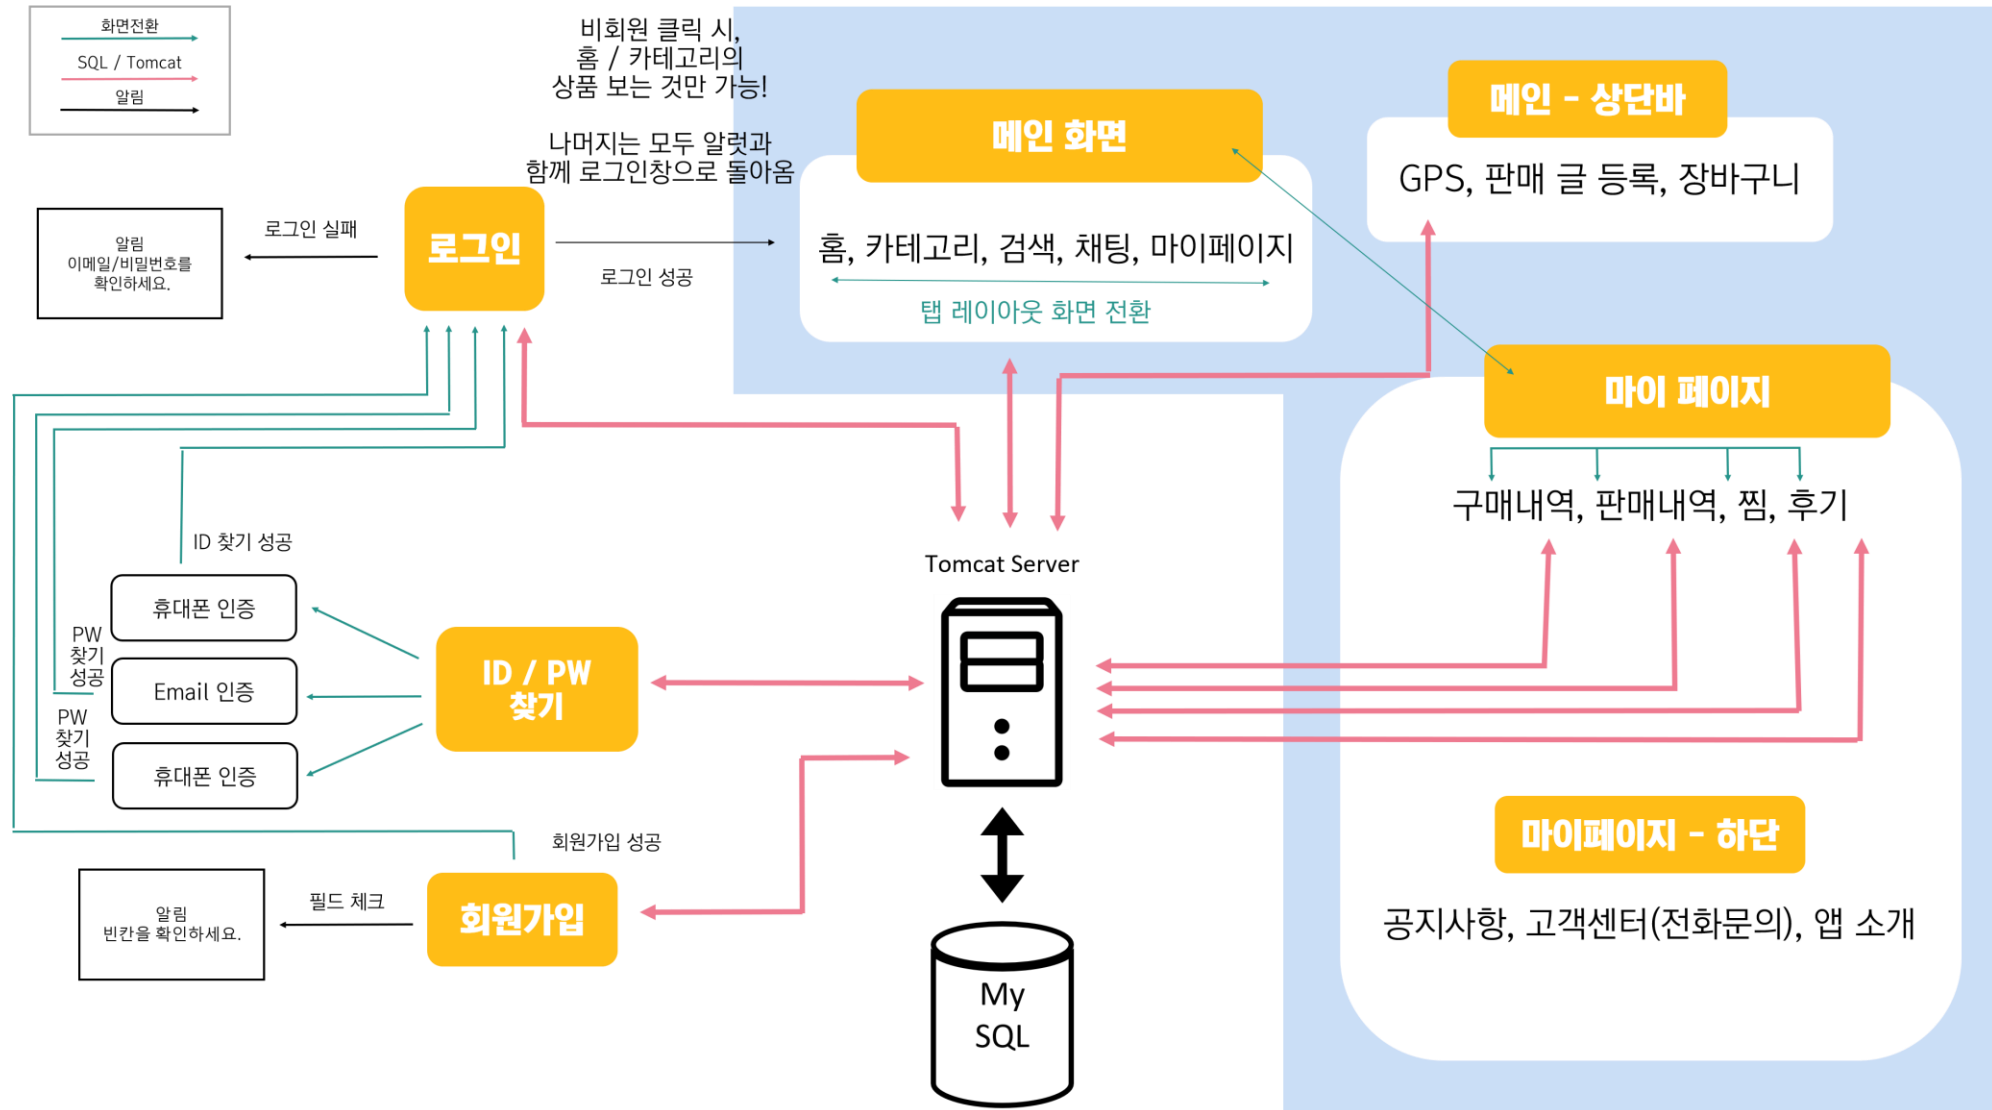 화면전환
SQL / Tomcat
알림
비회원 클릭 시,
홈 / 카테고리의
상품 보는 것만 가능!
나머지는 모두 알럿과
함께 로그인창으로 돌아옴
메인 화면
홈, 카테고리, 검색, 채팅, 마이페이지
탭 레이아웃 화면 전환
메인 - 상단바
GPS, 판매 글 등록, 장바구니
로그인
로그인 실패
알림
이메일/비밀번호를
확인하세요.
로그인 성공
마이 페이지
구매내역, 판매내역, 찜, 후기
ID 찾기 성공
휴대폰 인증
PW
찾기
성공
Email 인증
PW
찾기
성공
휴대폰 인증
ID / PW
찾기
Tomcat Server
회원가입 성공
회원가입
필드 체크
알림
빈칸을 확인하세요.
My
SQL
마이페이지 - 하단
공지사항, 고객센터(전화문의), 앱 소개